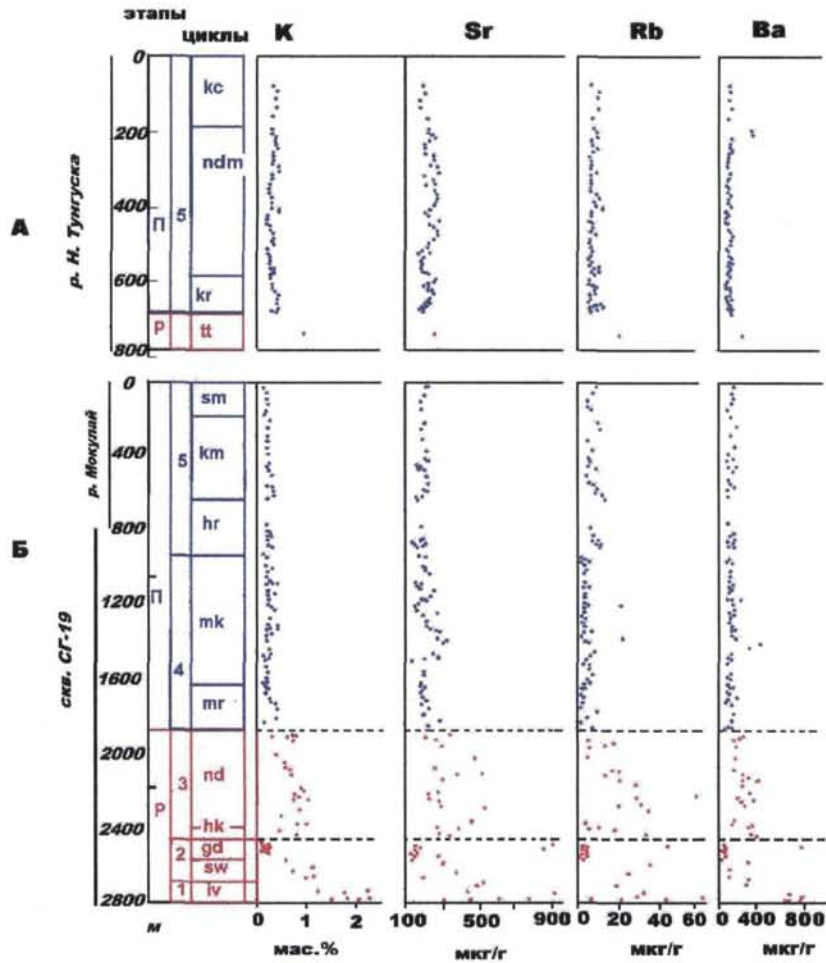 этапы
циклы K Sr Rb Ba
0
kc
200
ndm
А р. Н. Тунгуска П 5 400
600
kr
800 Р tt
0
sm
р. Мокулай 400 5 km
800 hr
Б
скв. СГ-19 1200 П mk
4
1600
mr
2000
3 nd
Р
2400 hk
2 gd
sw
2800 1 iv
м 0 1 2 100 500 900 0 20 40 60 0 400 800
мас.% мкг/г мкг/г мкг/г